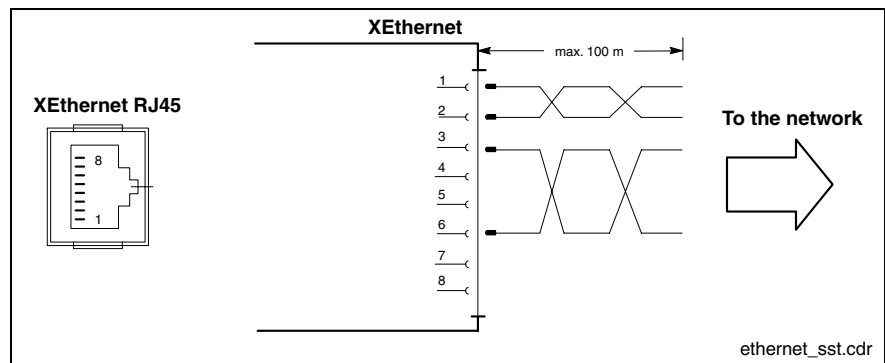 XEthernet
max. 100 m
XEthernet RJ45
8
1
1
2
3
4
5
6
7
8
To the network
ethernet_sst.cdr